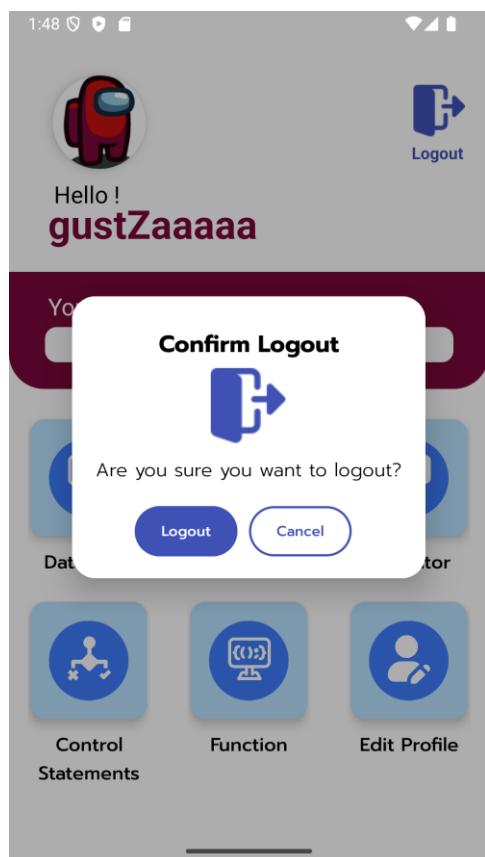 1:48
Logout
Hello !
gustZaaaaa
Confirm Logout
Are you sure you want to logout?
Logout Cancel
Control
Statements
Function
Edit Profile